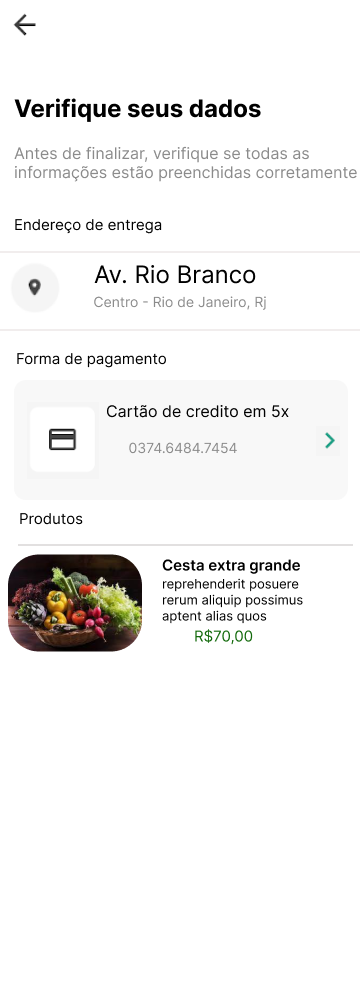 Verifique seus dados
Antes de finalizar, verifique se todas as
informações estão preenchidas corretamente
Endereço de entrega
Av. Rio Branco
Centro - Rio de Janeiro, Rj
Forma de pagamento
Cartão de credito em 5x
0374.6484.7454
Produtos
Cesta extra grande
reprehenderit posuere
rerum aliquip possimus
aptent alias quos
R$70,00